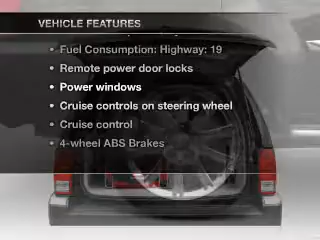 VEHICLE FEATURES
• Fuel Consumption: Highway: 19
• Remote power door locks
• Power windows
• Cruise controls on steering wheel
• Cruise control
• 4-wheel ABS Brakes